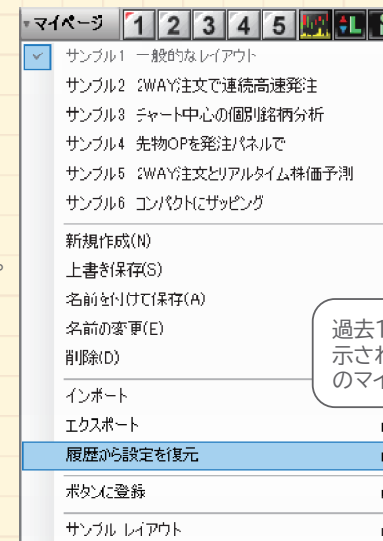 マイページ 1 2 3 4 5
サンプル1 一般的なレイアウト
サンプル2 2WAY注文で連続高速発注
サンプル3 チャート中心の個別銘柄分析
サンプル4 先物OPを発注パネルで
サンプル5 2WAY注文とリアルタイム株価予測
サンプル6 コンパクトにザッピング
新規作成(N)
上書き保存(S)
名前を付けて保存(A)
名前の変更(E)
削除(D)
過去1
示され
のマイ
インポート
エクスポート
履歴から設定を復元
ボタンに登録
サンプル レイアウト